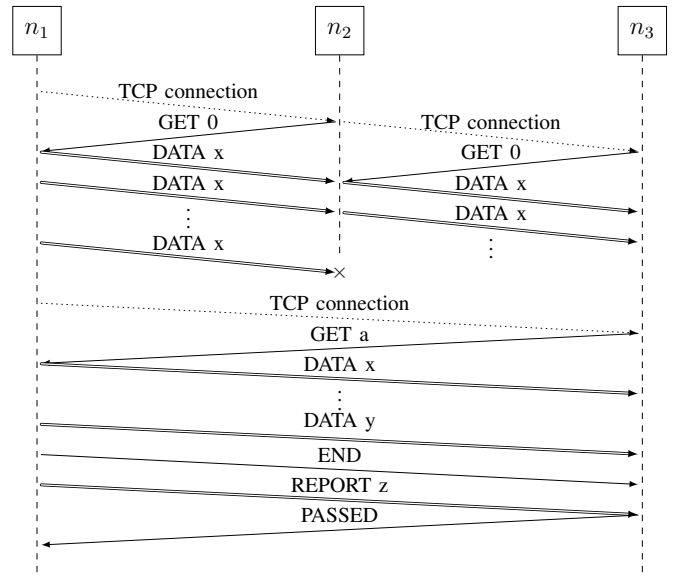 n₁ n₂ n₃
TCP connection
GET 0 TCP connection
DATA x GET 0
DATA x DATA x
⋮ DATA x
DATA x ⋮
×
TCP connection
GET a
DATA x
⋮
DATA y
END
REPORT z
PASSED